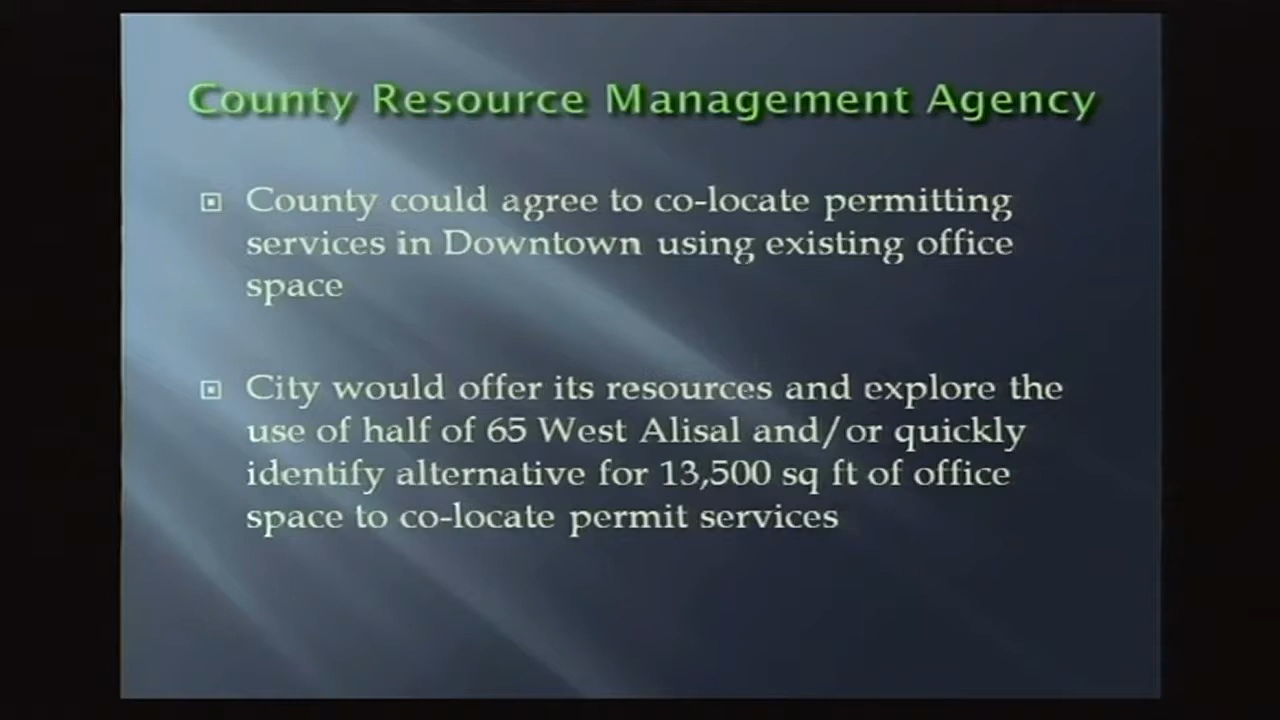 County Resource Management Agency
County could agree to co-locate permitting
services in Downtown using existing office
space
City would offer its resources and explore the
use of half of 65 West Alisal and/or quickly
identify alternative for 13,500 sq ft of office
space to co-locate permit services